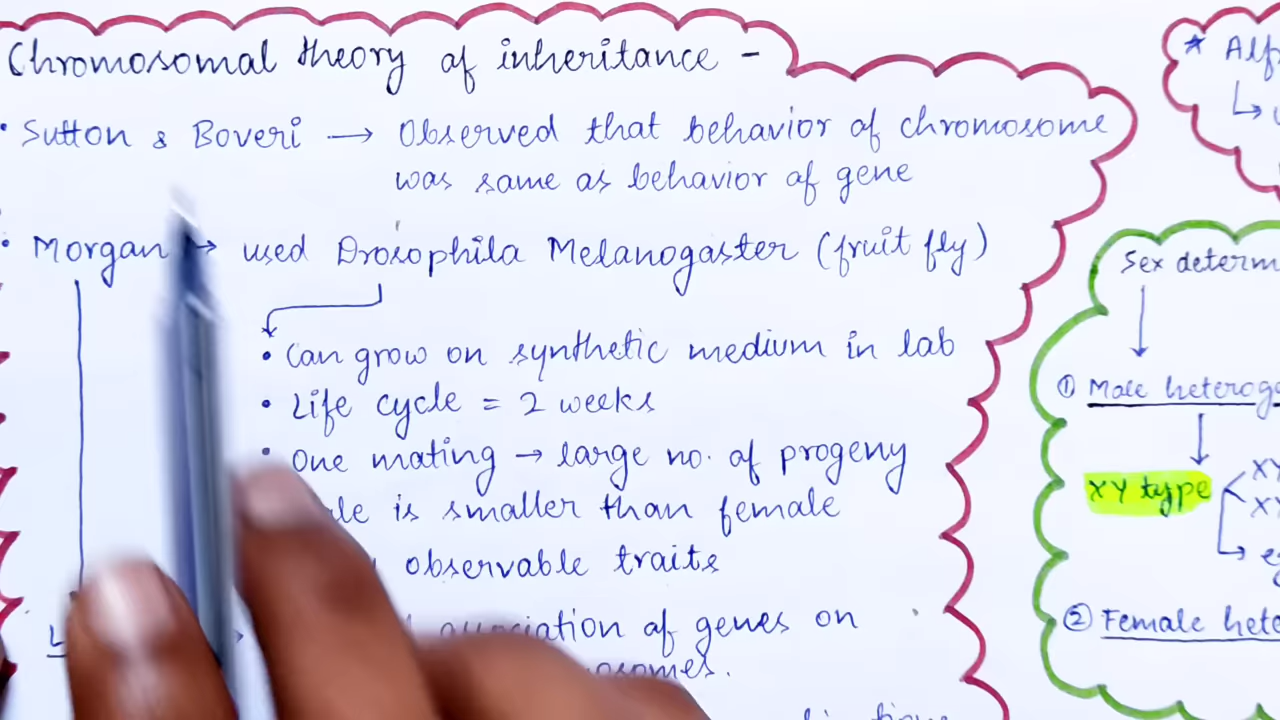 Chromosomal theory of inheritance -
• Sutton & Boveri → Observed that behavior of chromosome
was same as behavior of gene
• Morgan → used Drosophila Melanogaster (fruit fly)
• Can grow on synthetic medium in lab
• Life cycle = 2 weeks
• One mating → large no. of progeny
is smaller than female
observable traits
of genes on
* Alf
Sex determ
① Male heteroga
XY type
XY
XY
② Female hete